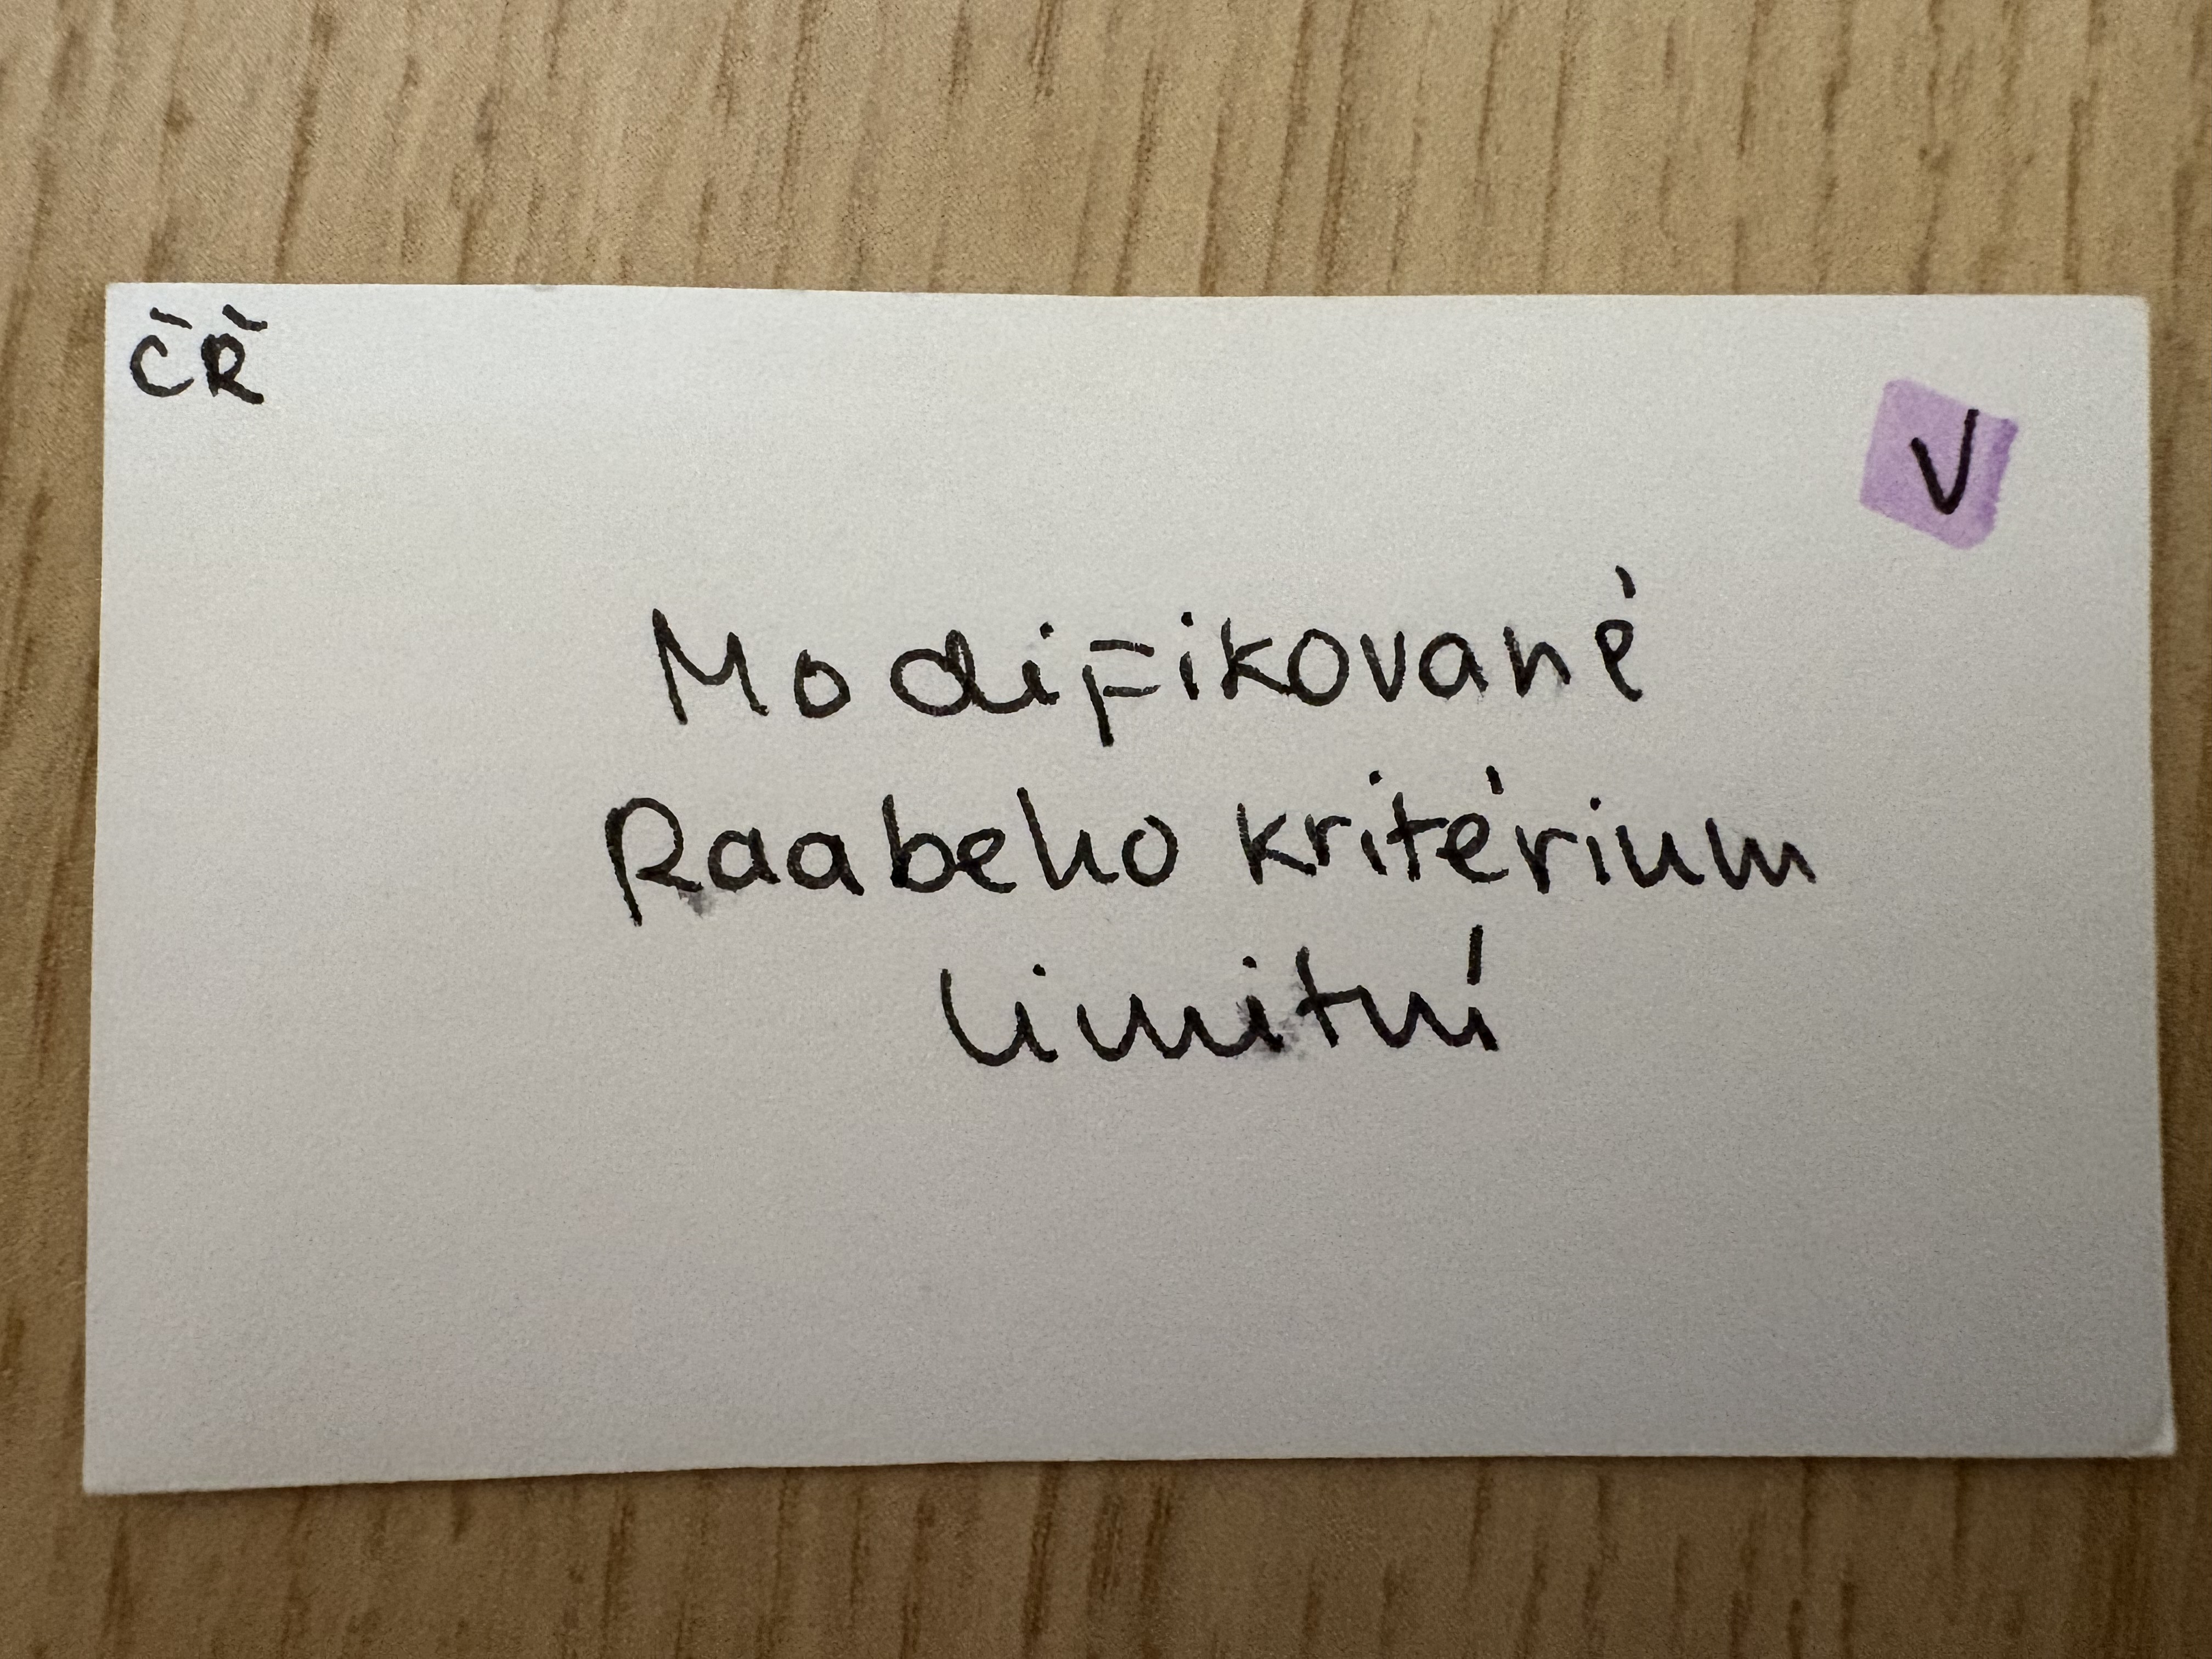 ČŘ
V
Modifikované
Raabeho kritérium
limitní